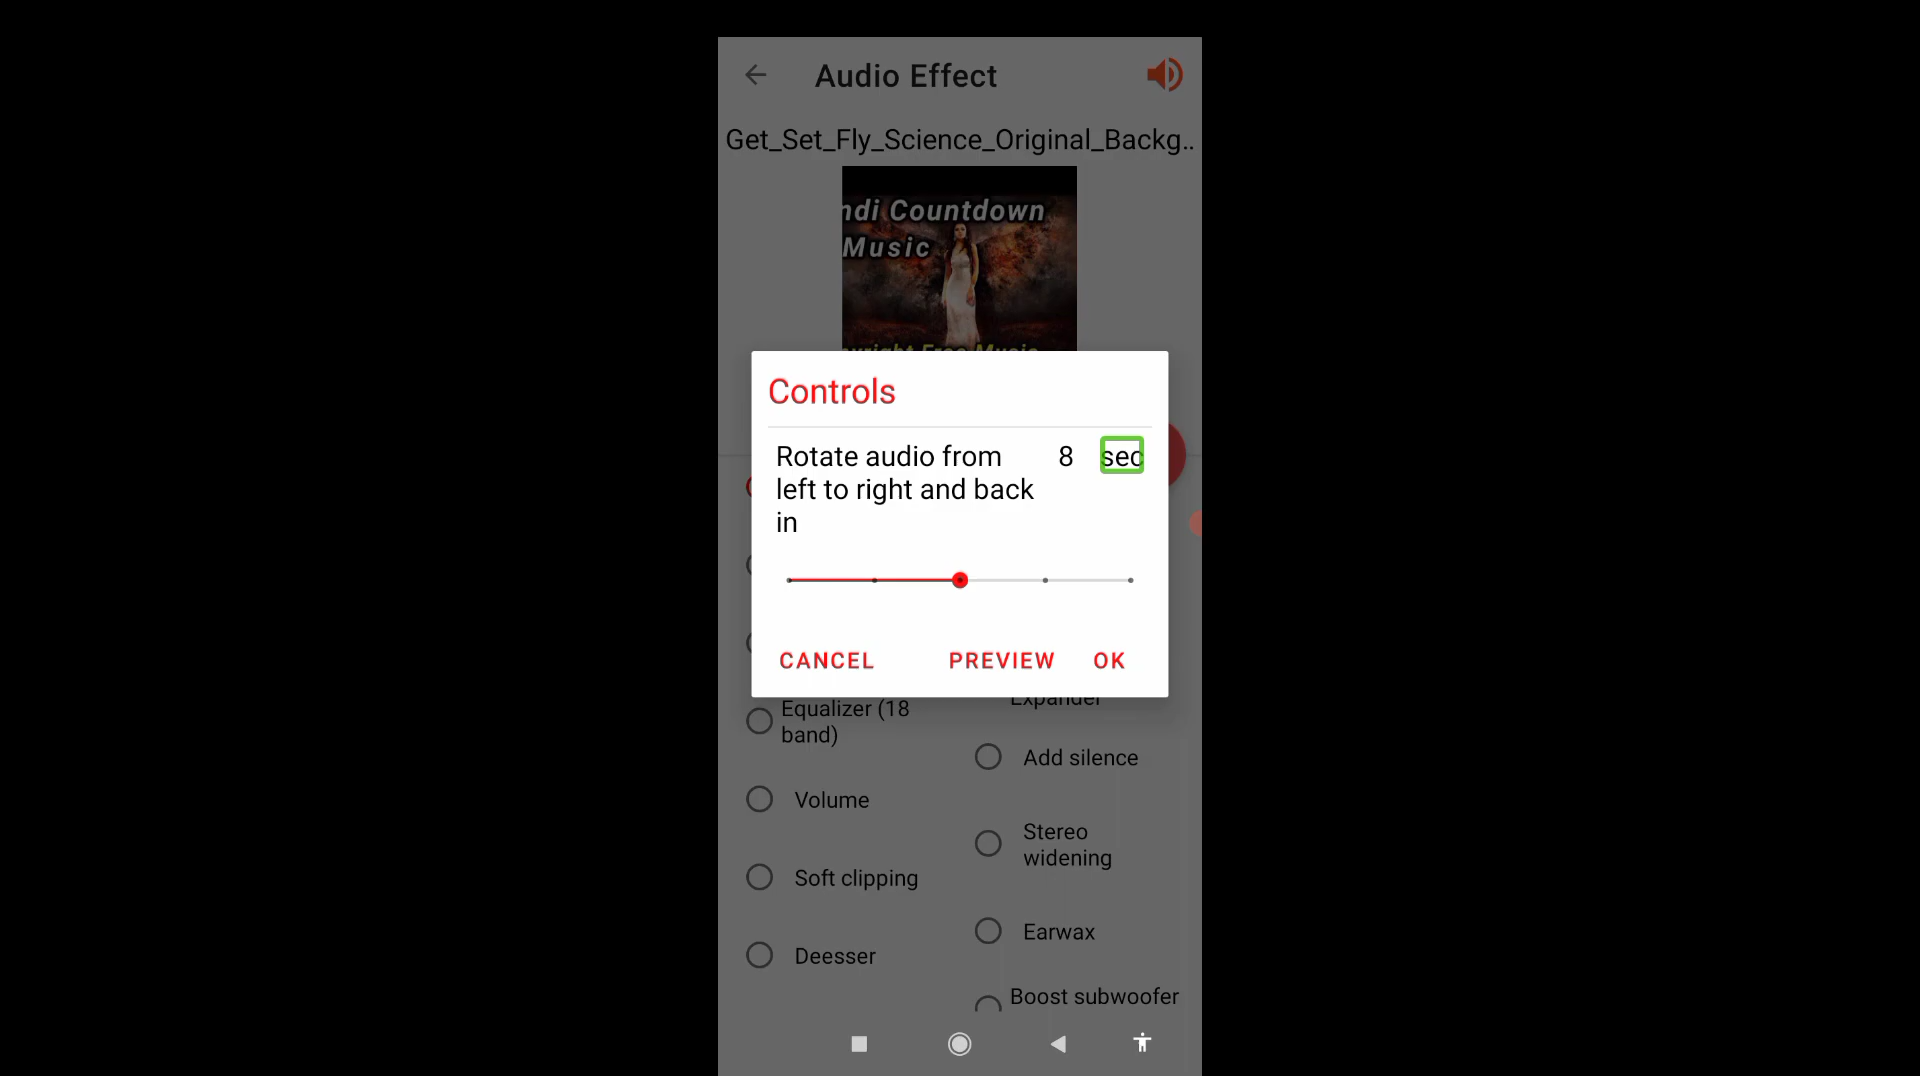 Audio Effect
Get_Set_Fly_Science_Original_Backg..
ndi Countdown
Music
Controls
Rotate audio from 8 sec
left to right and back
in
CANCEL PREVIEW OK
Equalizer (18
band)
Expander
Add silence
Volume
Stereo
widening
Soft clipping
Earwax
Deesser
Boost subwoofer